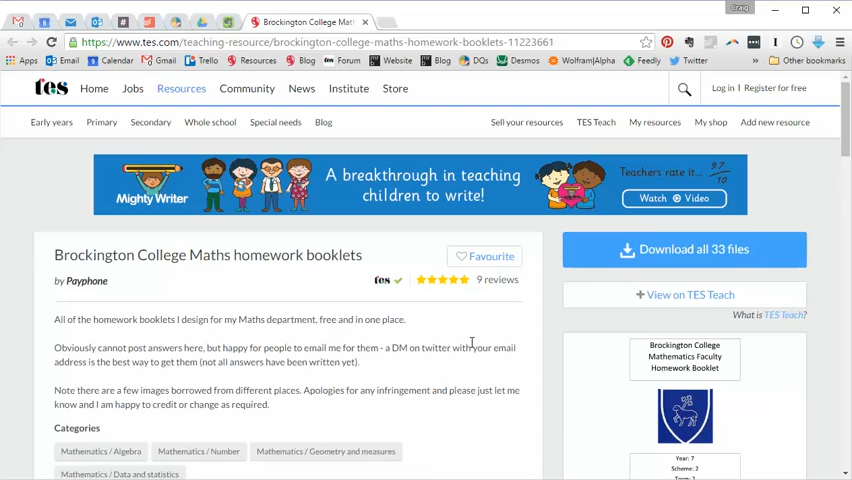 Craig
Brockington College Mat
https://www.tes.com/teaching-resource/brockington-college-maths-homework-booklets-11223661
Apps Email Calendar Gmail Trello Resources Blog Forum Website Blog DQs Desmos Wolfram|Alpha Feedly Twitter » Other bookmarks
tes Home Jobs Resources Community News Institute Store Log in | Register for free
Early years Primary Secondary Whole school Special needs Blog Sell your resources TES Teach My resources My shop Add new resource
Mighty Writer
A breakthrough in teaching
children to write!
Teachers rate it... 9.7/10
Watch Video
Brockington College Maths homework booklets
Favourite
by Payphone
tes 9 reviews
All of the homework booklets I design for my Maths department, free and in one place.
Obviously cannot post answers here, but happy for people to email me for them - a DM on twitter with your email
address is the best way to get them (not all answers have been written yet).
Note there are a few images borrowed from different places. Apologies for any infringement and please just let me
know and I am happy to credit or change as required.
Categories
Mathematics / Algebra Mathematics / Number Mathematics / Geometry and measures
Mathematics / Data and statistics
Download all 33 files
+ View on TES Teach
What is TES Teach?
Brockington College
Mathematics Faculty
Homework Booklet
Year: 7
Scheme: 2
Term: 2